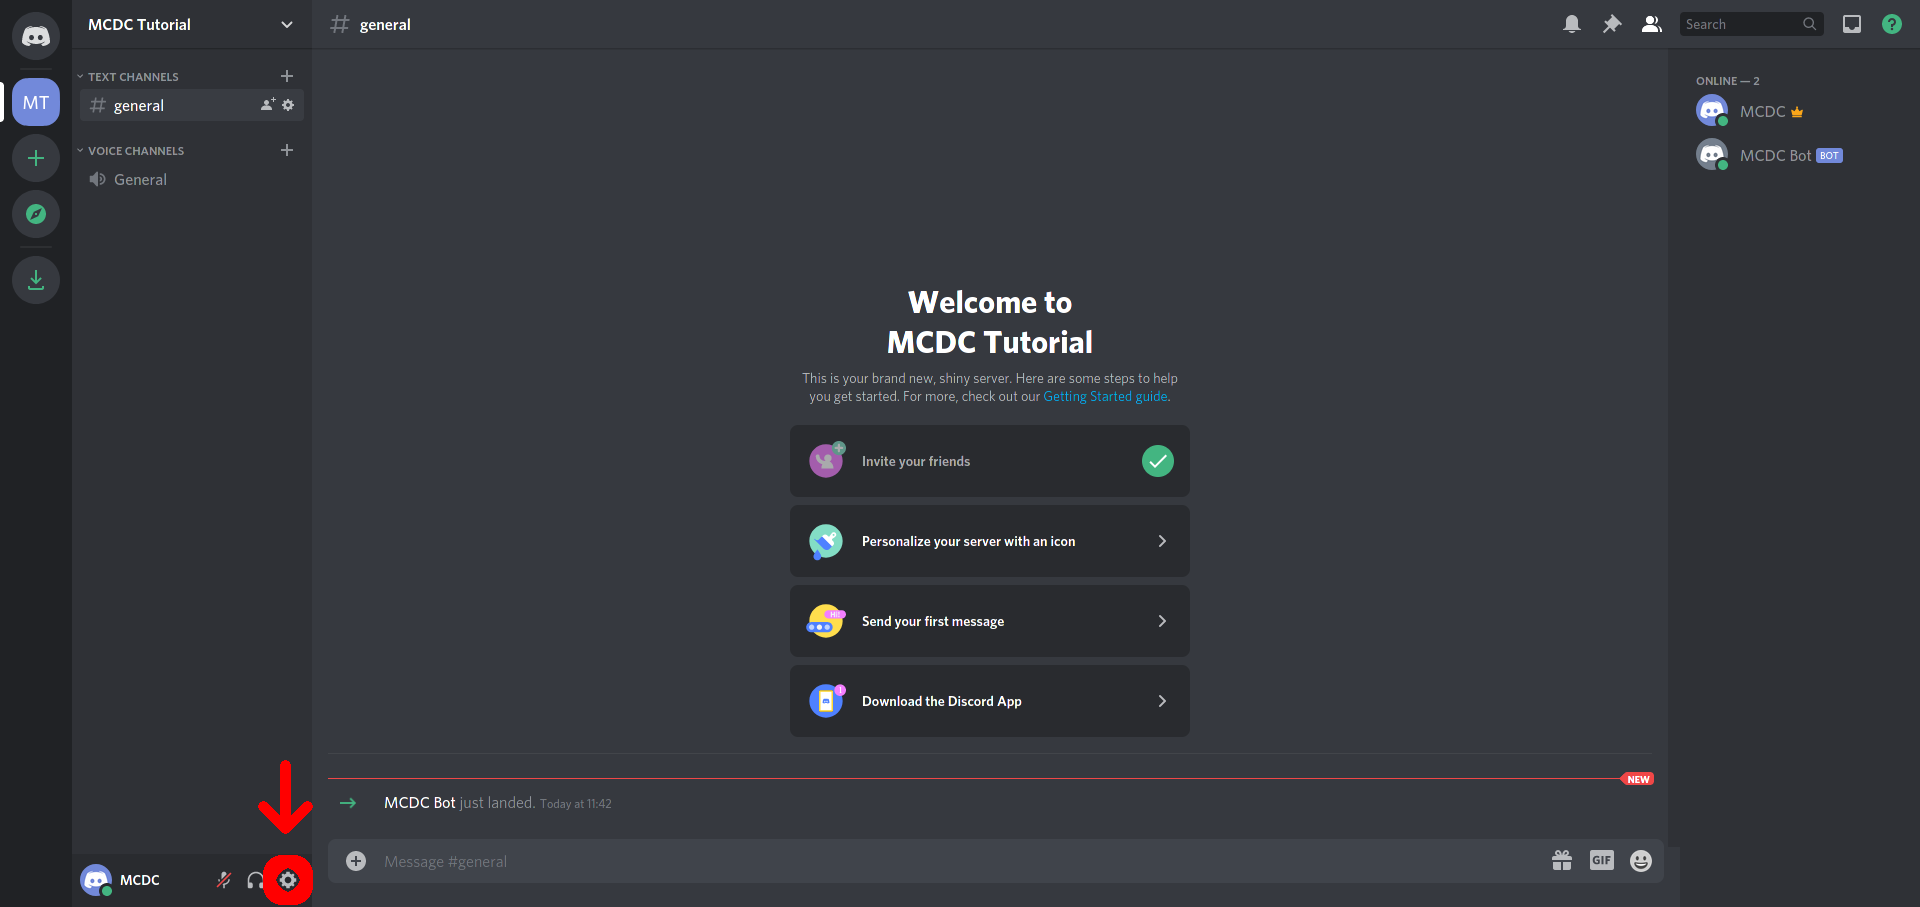 MCDC Tutorial
general
Search
?
MT
TEXT CHANNELS
general
VOICE CHANNELS
General
ONLINE — 2
MCDC
MCDC Bot BOT
Welcome to
MCDC Tutorial
This is your brand new, shiny server. Here are some steps to help
you get started. For more, check out our Getting Started guide.
Invite your friends
Personalize your server with an icon
HI!
Send your first message
Download the Discord App
NEW
MCDC Bot just landed. Today at 11:42
Message #general
GIF
MCDC